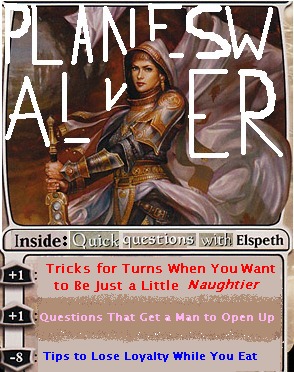 PLANESW
ALKER
Inside: Quick questions with Elspeth
+1 : Tricks for Turns When You Want
to Be Just a Little Naughtier
+1 : Questions That Get a Man to Open Up
-8 : Tips to Lose Loyalty While You Eat